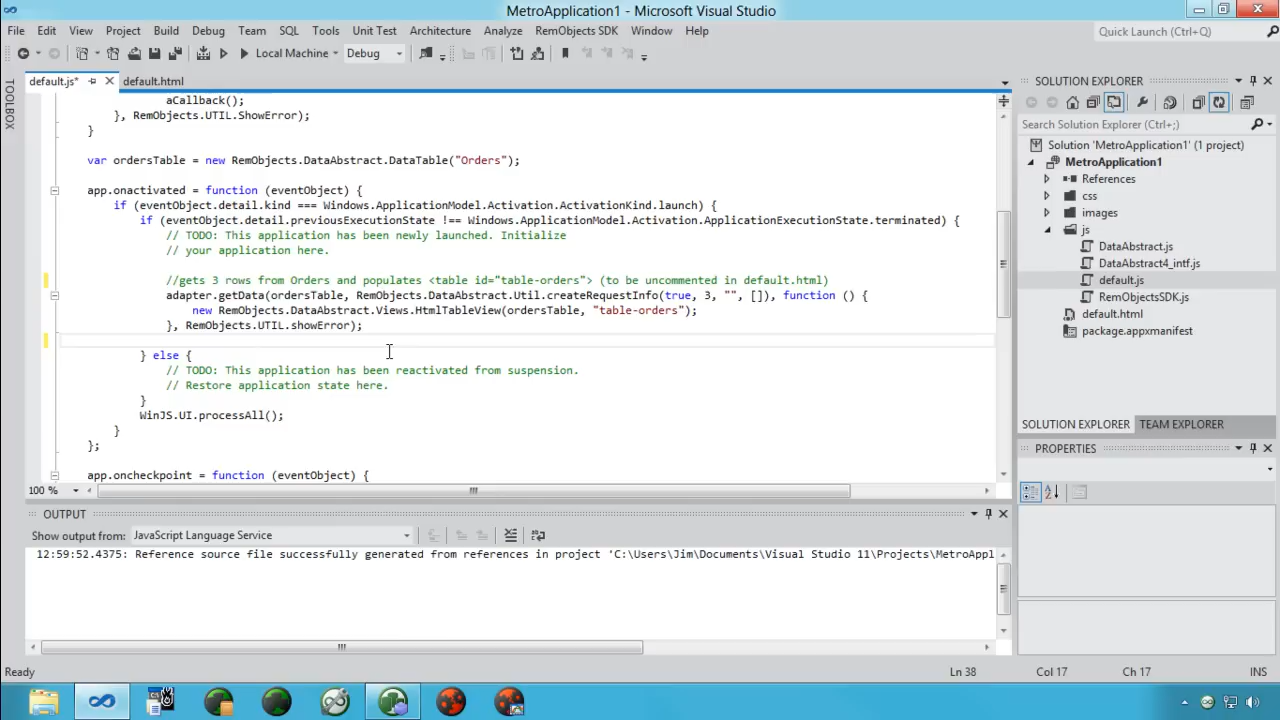 MetroApplication1 - Microsoft Visual Studio
File Edit View Project Build Debug Team SQL Tools Unit Test Architecture Analyze RemObjects SDK Window Help
Quick Launch (Ctrl+Q)
Local Machine Debug
TOOLBOX
default.js* default.html
aCallback();
}, RemObjects.UTIL.ShowError);
}
var ordersTable = new RemObjects.DataAbstract.DataTable("Orders");
app.onactivated = function (eventObject) {
if (eventObject.detail.kind === Windows.ApplicationModel.Activation.ActivationKind.launch) {
if (eventObject.detail.previousExecutionState !== Windows.ApplicationModel.Activation.ApplicationExecutionState.terminated) {
// TODO: This application has been newly launched. Initialize
// your application here.
//gets 3 rows from Orders and populates <table id="table-orders"> (to be uncommented in default.html)
adapter.getData(ordersTable, RemObjects.DataAbstract.Util.createRequestInfo(true, 3, "", []), function () {
new RemObjects.DataAbstract.Views.HtmlTableView(ordersTable, "table-orders");
}, RemObjects.UTIL.showError);
} else {
// TODO: This application has been reactivated from suspension.
// Restore application state here.
}
WinJS.UI.processAll();
}
};
app.oncheckpoint = function (eventObject) {
100 %
SOLUTION EXPLORER
Search Solution Explorer (Ctrl+;)
Solution 'MetroApplication1' (1 project)
MetroApplication1
References
css
images
js
DataAbstract.js
DataAbstract4_intf.js
default.js
RemObjectsSDK.js
default.html
package.appxmanifest
SOLUTION EXPLORER TEAM EXPLORER
PROPERTIES
OUTPUT
Show output from: JavaScript Language Service
12:59:52.4375: Reference source file successfully generated from references in project 'C:\Users\Jim\Documents\Visual Studio 11\Projects\MetroAppl
Ready Ln 38 Col 17 Ch 17 INS